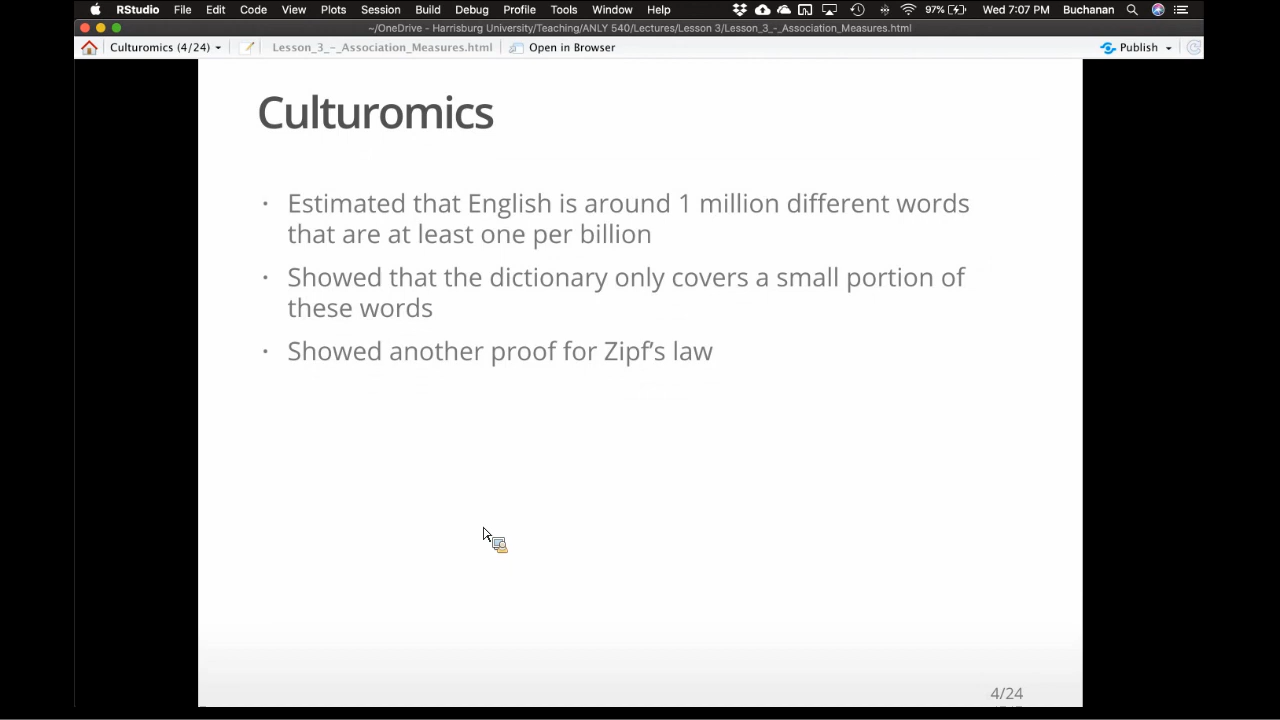 RStudio File Edit Code View Plots Session Build Debug Profile Tools Window Help 97% Wed 7:07 PM Buchanan
~/OneDrive - Harrisburg University/Teaching/ANLY 540/Lectures/Lesson 3/Lesson_3_-_Association_Measures.html
Culturomics (4/24) Lesson_3_-_Association_Measures.html Open in Browser Publish
Culturomics
· Estimated that English is around 1 million different words
that are at least one per billion
· Showed that the dictionary only covers a small portion of
these words
· Showed another proof for Zipf’s law
4/24